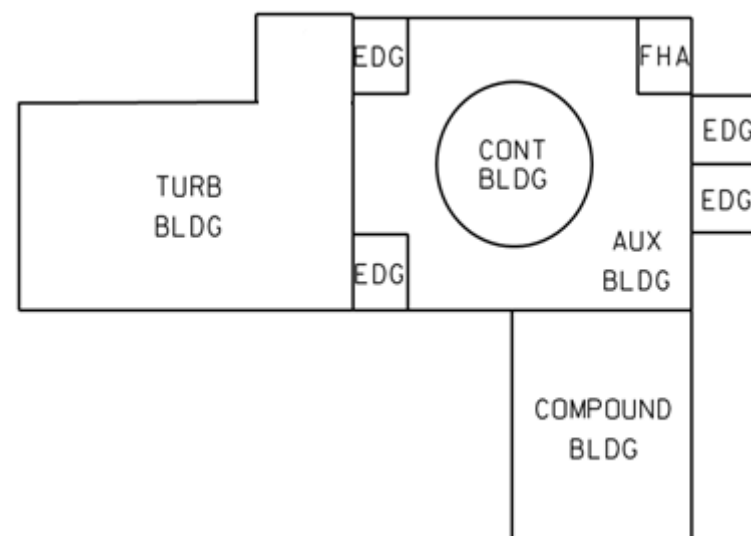 EDG
FHA
EDG
CONT
BLDG
TURB
BLDG
EDG
AUX
BLDG
EDG
COMPOUND
BLDG